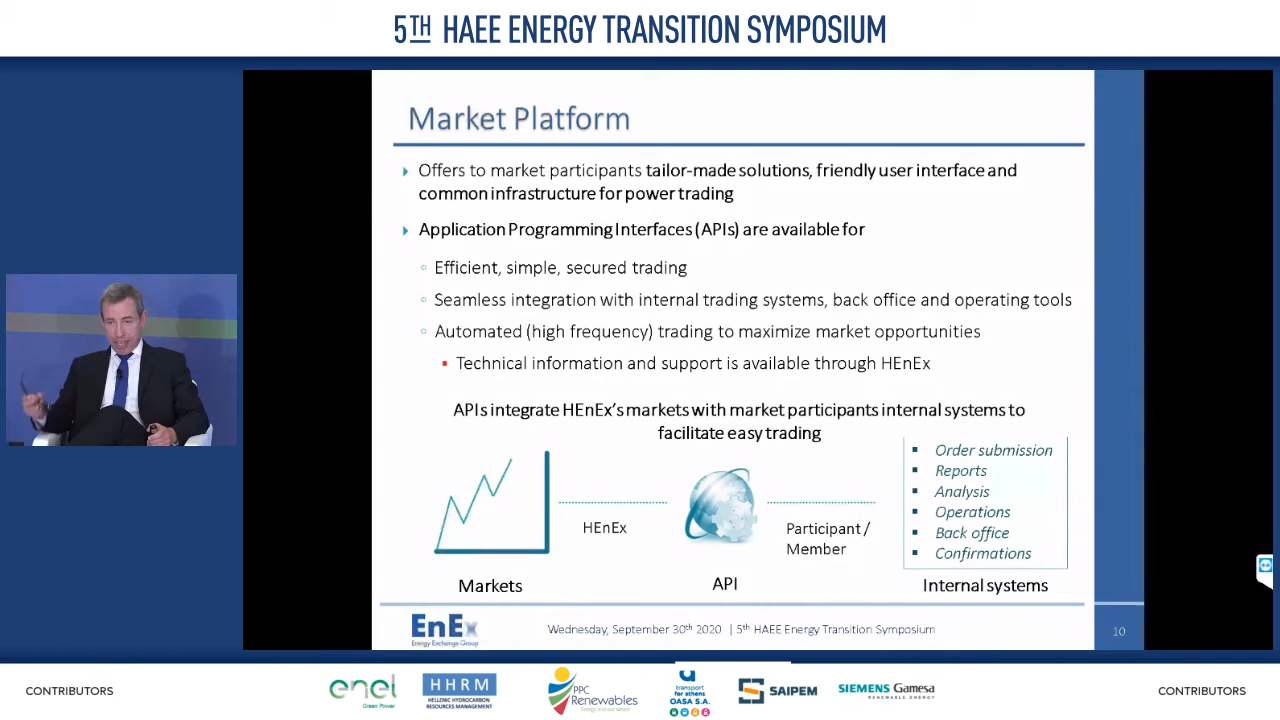 5TH HAEE ENERGY TRANSITION SYMPOSIUM
Market Platform
Offers to market participants tailor-made solutions, friendly user interface and
common infrastructure for power trading
Application Programming Interfaces (APIs) are available for
Efficient, simple, secured trading
Seamless integration with internal trading systems, back office and operating tools
Automated (high frequency) trading to maximize market opportunities
Technical information and support is available through HEnEx
APIs integrate HEnEx's markets with market participants internal systems to
facilitate easy trading
HEnEx
Participant /
Member
Order submission
Reports
Analysis
Operations
Back office
Confirmations
Markets
API
Internal systems
EnEx
Energy Exchange Group
Wednesday, September 30th 2020 | 5th HAEE Energy Transition Symposium
10
CONTRIBUTORS
enel
Green Power
HHRM
HELLENIC HYDROCARBON
RESOURCES MANAGEMENT
PPC
Renewables
transport
for athens
OASA S.A.
SAIPEM
SIEMENS Gamesa
RENEWABLE ENERGY
CONTRIBUTORS